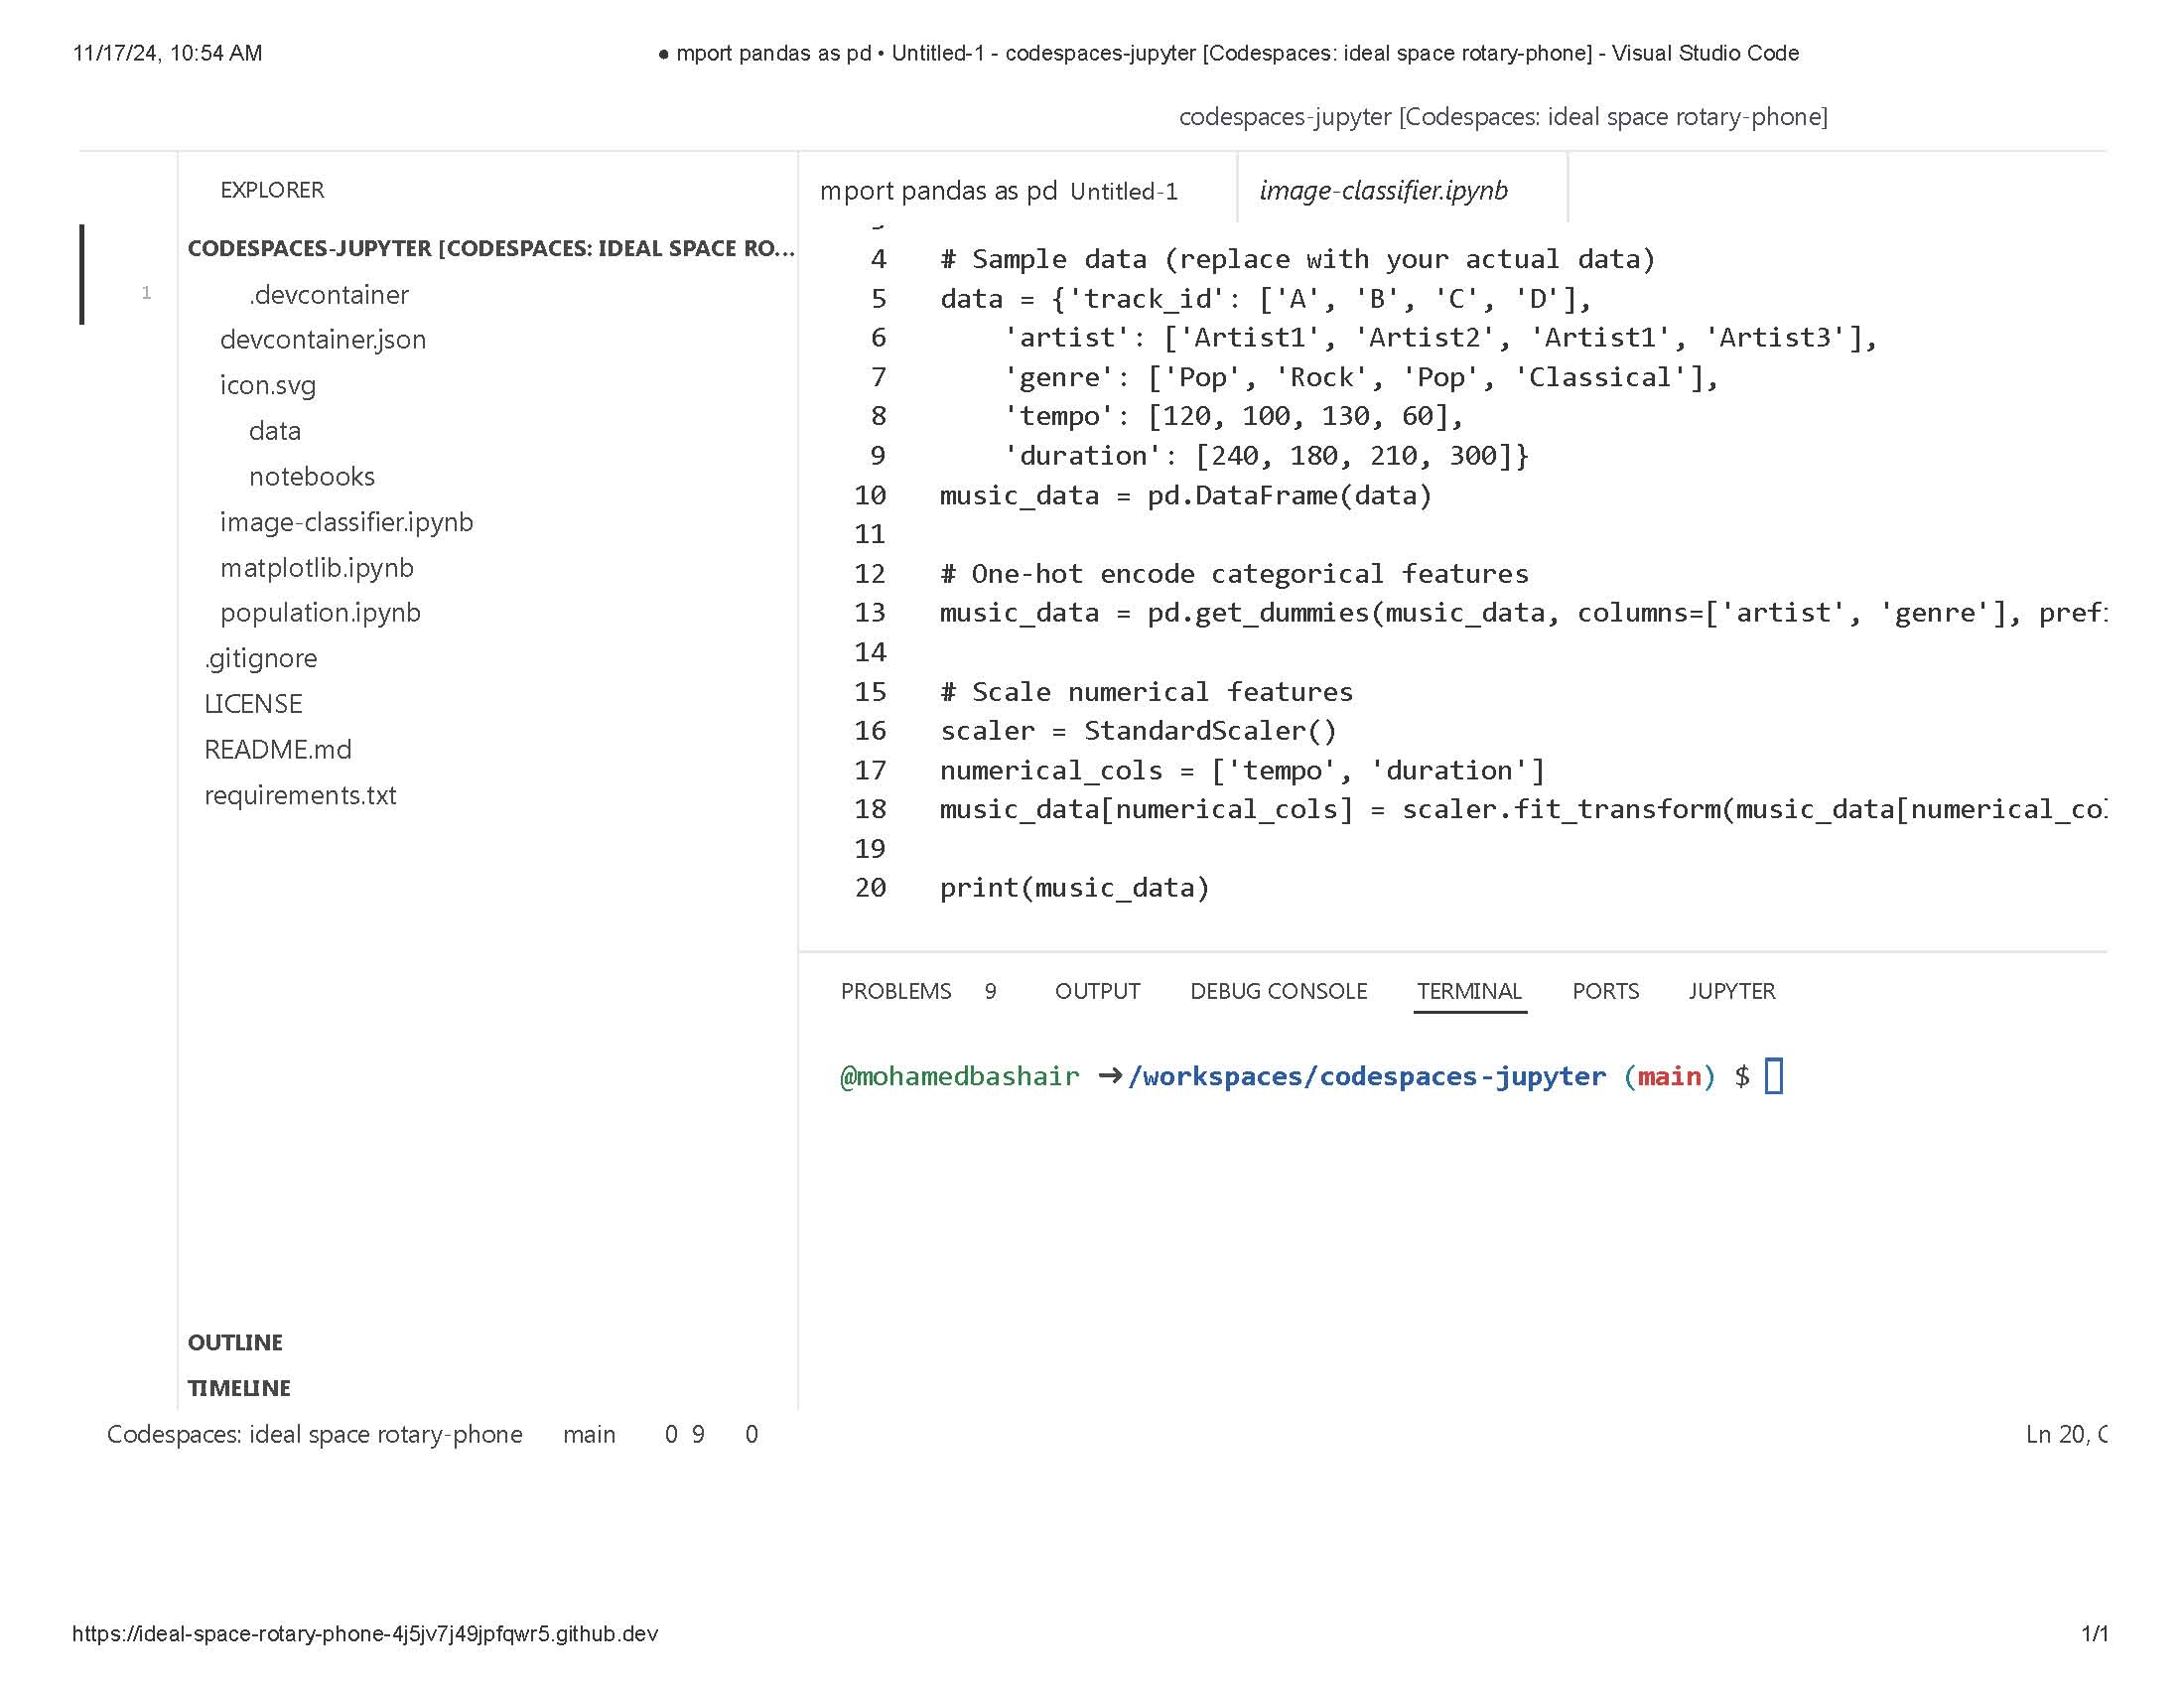 11/17/24, 10:54 AM
● mport pandas as pd • Untitled-1 - codespaces-jupyter [Codespaces: ideal space rotary-phone] - Visual Studio Code
codespaces-jupyter [Codespaces: ideal space rotary-phone]
EXPLORER
CODESPACES-JUPYTER [CODESPACES: IDEAL SPACE RO...
1
.devcontainer
devcontainer.json
icon.svg
data
notebooks
image-classifier.ipynb
matplotlib.ipynb
population.ipynb
.gitignore
LICENSE
README.md
requirements.txt
OUTLINE
TIMELINE
mport pandas as pd Untitled-1
image-classifier.ipynb
4 # Sample data (replace with your actual data)
5 data = {'track_id': ['A', 'B', 'C', 'D'],
6 'artist': ['Artist1', 'Artist2', 'Artist1', 'Artist3'],
7 'genre': ['Pop', 'Rock', 'Pop', 'Classical'],
8 'tempo': [120, 100, 130, 60],
9 'duration': [240, 180, 210, 300]}
10 music_data = pd.DataFrame(data)
11
12 # One-hot encode categorical features
13 music_data = pd.get_dummies(music_data, columns=['artist', 'genre'], pref
14
15 # Scale numerical features
16 scaler = StandardScaler()
17 numerical_cols = ['tempo', 'duration']
18 music_data[numerical_cols] = scaler.fit_transform(music_data[numerical_co
19
20 print(music_data)
PROBLEMS 9 OUTPUT DEBUG CONSOLE TERMINAL PORTS JUPYTER
@mohamedbashair ➜/workspaces/codespaces-jupyter (main) $
Codespaces: ideal space rotary-phone main 0 9 0 Ln 20,
https://ideal-space-rotary-phone-4j5jv7j49jpfqwr5.github.dev
1/1